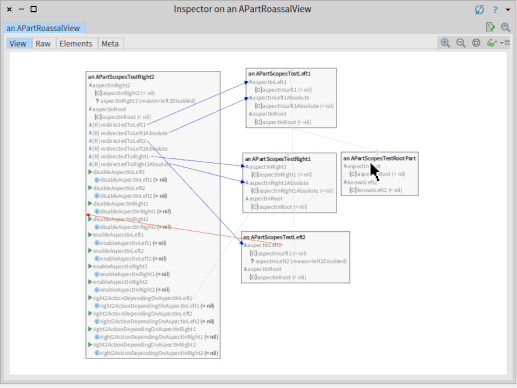 Inspector on an APartRoassalView
?
an APartRoassalView
View Raw Elements Meta
an APartScopesTestRight2
AaspectInRight2
{C}aspectInRight2 (= nil)
? aspectInRight2 (reason=left2Disabled)
AaspectInRoot
{C}aspectInRoot (= nil)
A{R} redirectedToLeft1
A{R} redirectedToLeft1Absolute
A{R} redirectedToLeft2
A{R} redirectedToLeft2Absolute
A{R} redirectedToRight1
A{R} redirectedToRight1Absolute
disableAspectInLeft1
disableAspectInLeft1 (= nil)
disableAspectInLeft2
disableAspectInLeft2 (= nil)
disableAspectInRight1
disableAspectInRight1 (= nil)
disableAspectInRight2
disableAspectInRight2 (= nil)
enableAspectInLeft1
enableAspectInLeft1 (= nil)
enableAspectInLeft2
enableAspectInLeft2 (= nil)
enableAspectInRight1
enableAspectInRight1 (= nil)
enableAspectInRight2
enableAspectInRight2 (= nil)
right2ActionDependingOnAspectInLeft1
right2ActionDependingOnAspectInLeft1 (= nil)
right2ActionDependingOnAspectInLeft2
right2ActionDependingOnAspectInLeft2 (= nil)
right2ActionDependingOnAspectInRight1
right2ActionDependingOnAspectInRight1 (= nil)
right2ActionDependingOnAspectInRight2
right2ActionDependingOnAspectInRight2 (= nil)
an APartScopesTestLeft1
AaspectInLeft1
{C}aspectInLeft1 (= nil)
AaspectInLeft1Absolute
{C}aspectInLeft1Absolute (= nil)
AaspectInRoot
{C}aspectInRoot (= nil)
an APartScopesTestRight1
AaspectInRight1
{C}aspectInRight1 (= nil)
AaspectInRight1Absolute
{C}aspectInRight1Absolute (= nil)
AaspectInRoot
{C}aspectInRoot (= nil)
an APartScopesTestRootPart
(= nil)
{C}knownLeft2 (= nil)
an APartScopesTestLeft2
AaspectInLeft2
{C}aspectInLeft2 (= nil)
? aspectInLeft2 (reason=left2Disabled)
AaspectInRoot
{C}aspectInRoot (= nil)